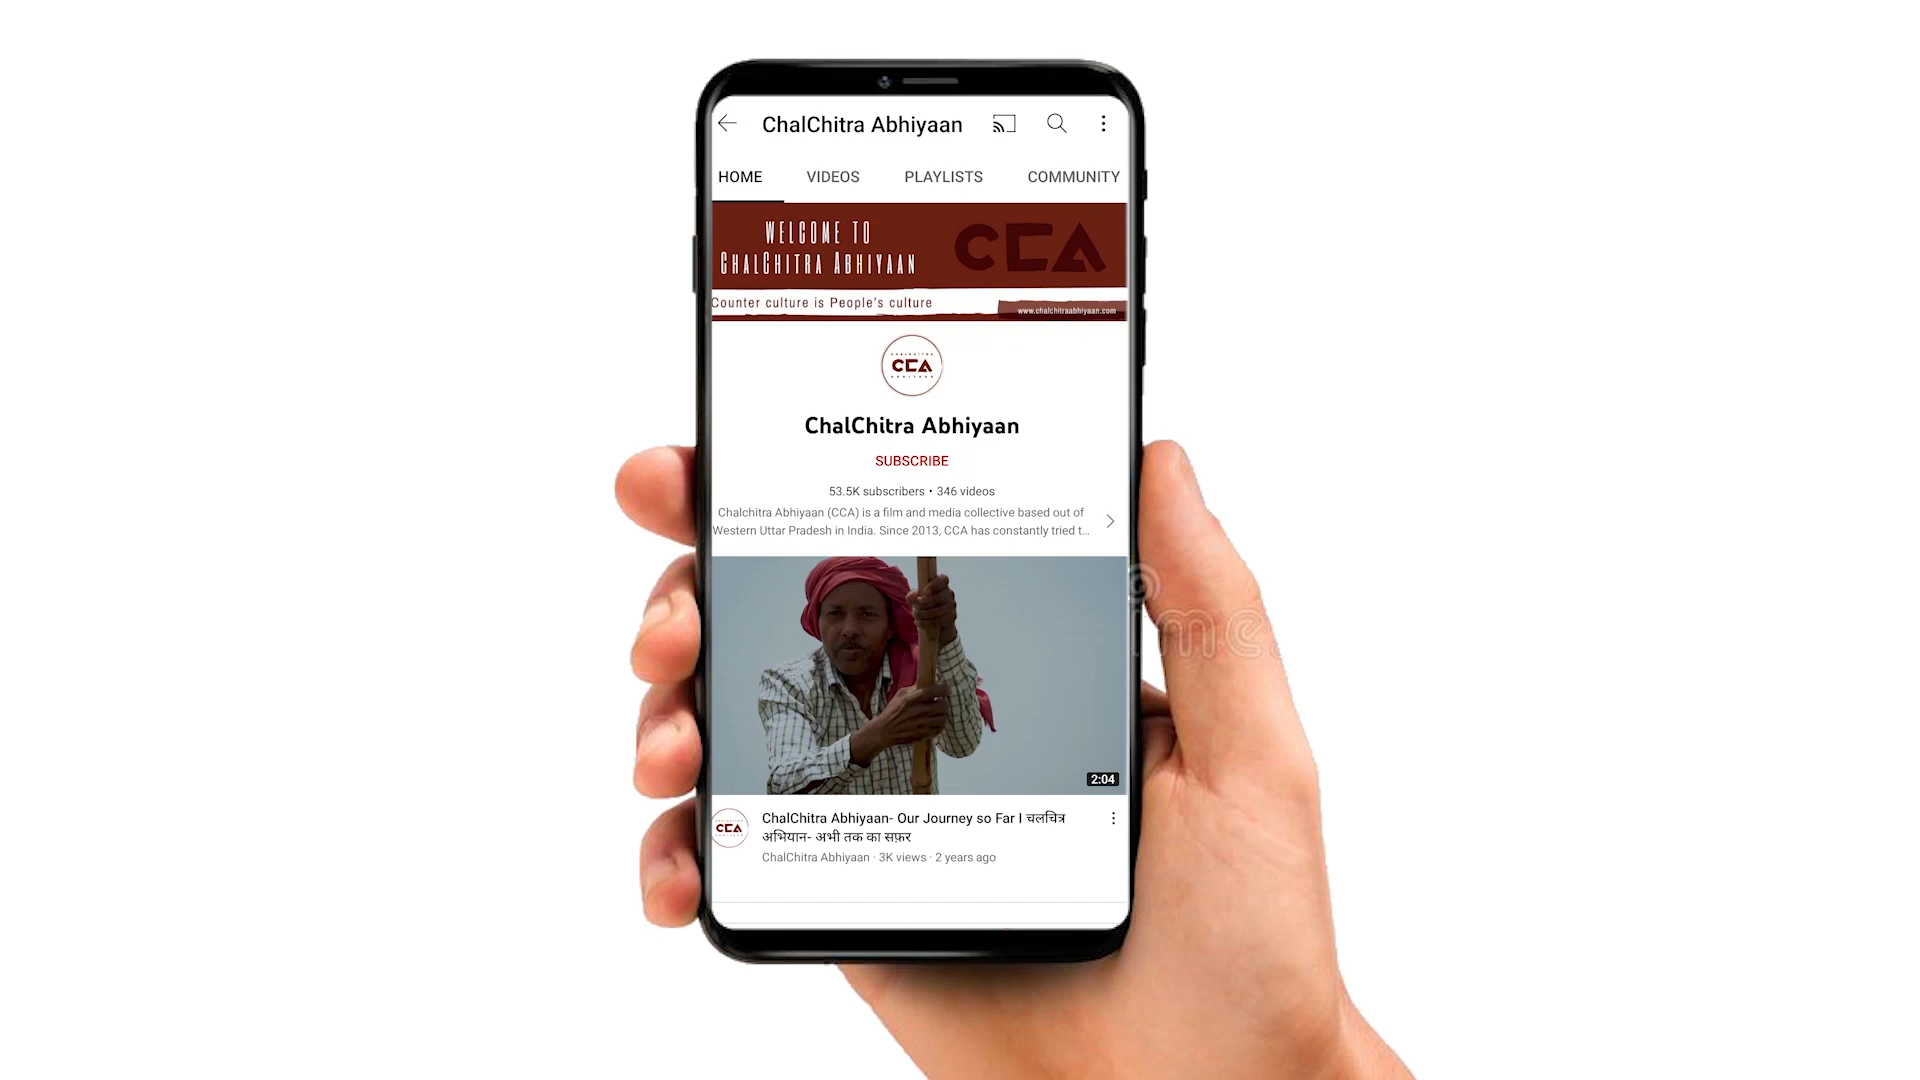 ChalChitra Abhiyaan
HOME VIDEOS PLAYLISTS COMMUNITY
WELCOME TO
CHALCHITRA ABHIYAAN
CCA
Counter culture is People's culture
www.chalchitraabhiyaan.com
CHALCHITRA
CCA
ABHIYAAN
ChalChitra Abhiyaan
SUBSCRIBE
53.5K subscribers • 346 videos
Chalchitra Abhiyaan (CCA) is a film and media collective based out of
Western Uttar Pradesh in India. Since 2013, CCA has constantly tried t...
2:04
CCA
ChalChitra Abhiyaan- Our Journey so Far I चलचित्र
अभियान- अभी तक का सफ़र
ChalChitra Abhiyaan · 3K views · 2 years ago